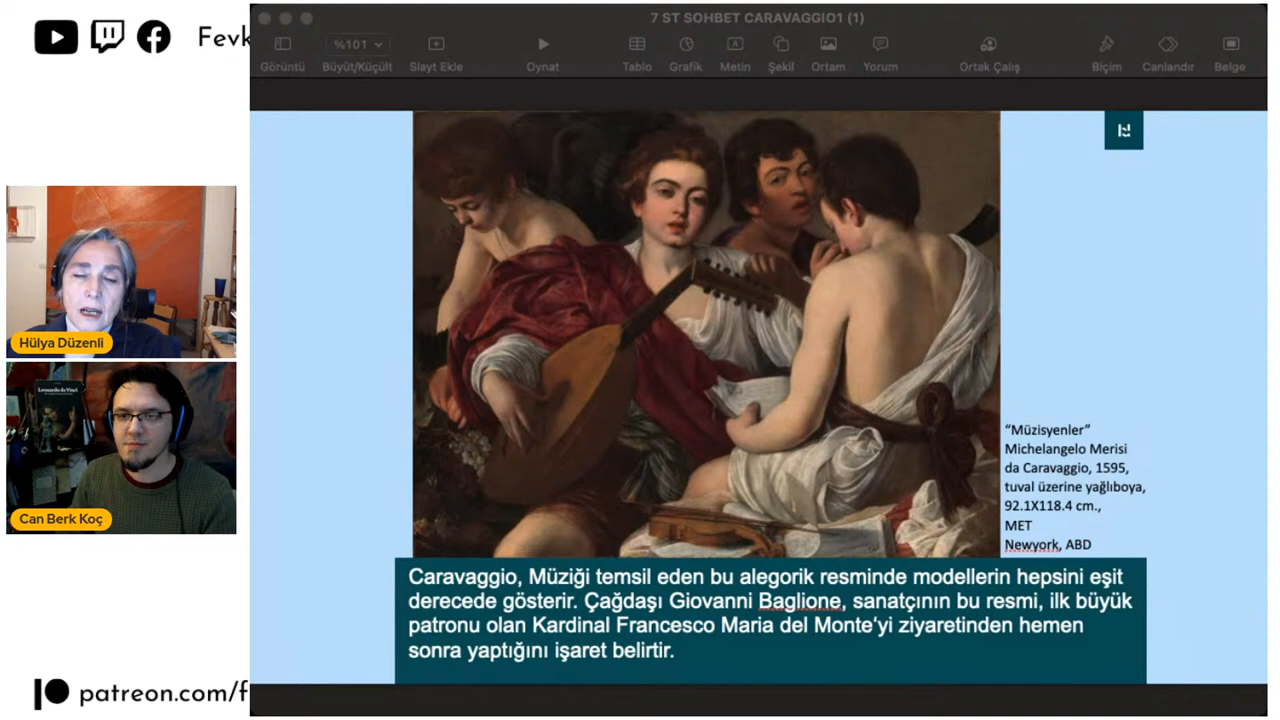 Fevk
7 ST SOHBET CARAVAGGIO1 (1)
%101
Görüntü
Büyüt/Küçült
Slayt Ekle
Oynat
Tablo
Grafik
Metin
Şekil
Ortam
Yorum
Ortak Çalış
Biçim
Canlandır
Belge
Leonardo da Vinci
Hülya Düzenli
Can Berk Koç
“Müzisyenler”
Michelangelo Merisi
da Caravaggio, 1595,
tuval üzerine yağlıboya,
92.1X118.4 cm.,
MET
Newyork, ABD
Caravaggio, Müziği temsil eden bu alegorik resminde modellerin hepsini eşit
derecede gösterir. Çağdaşı Giovanni Baglione, sanatçının bu resmi, ilk büyük
patronu olan Kardinal Francesco Maria del Monte‘yi ziyaretinden hemen
sonra yaptığını işaret belirtir.
patreon.com/f